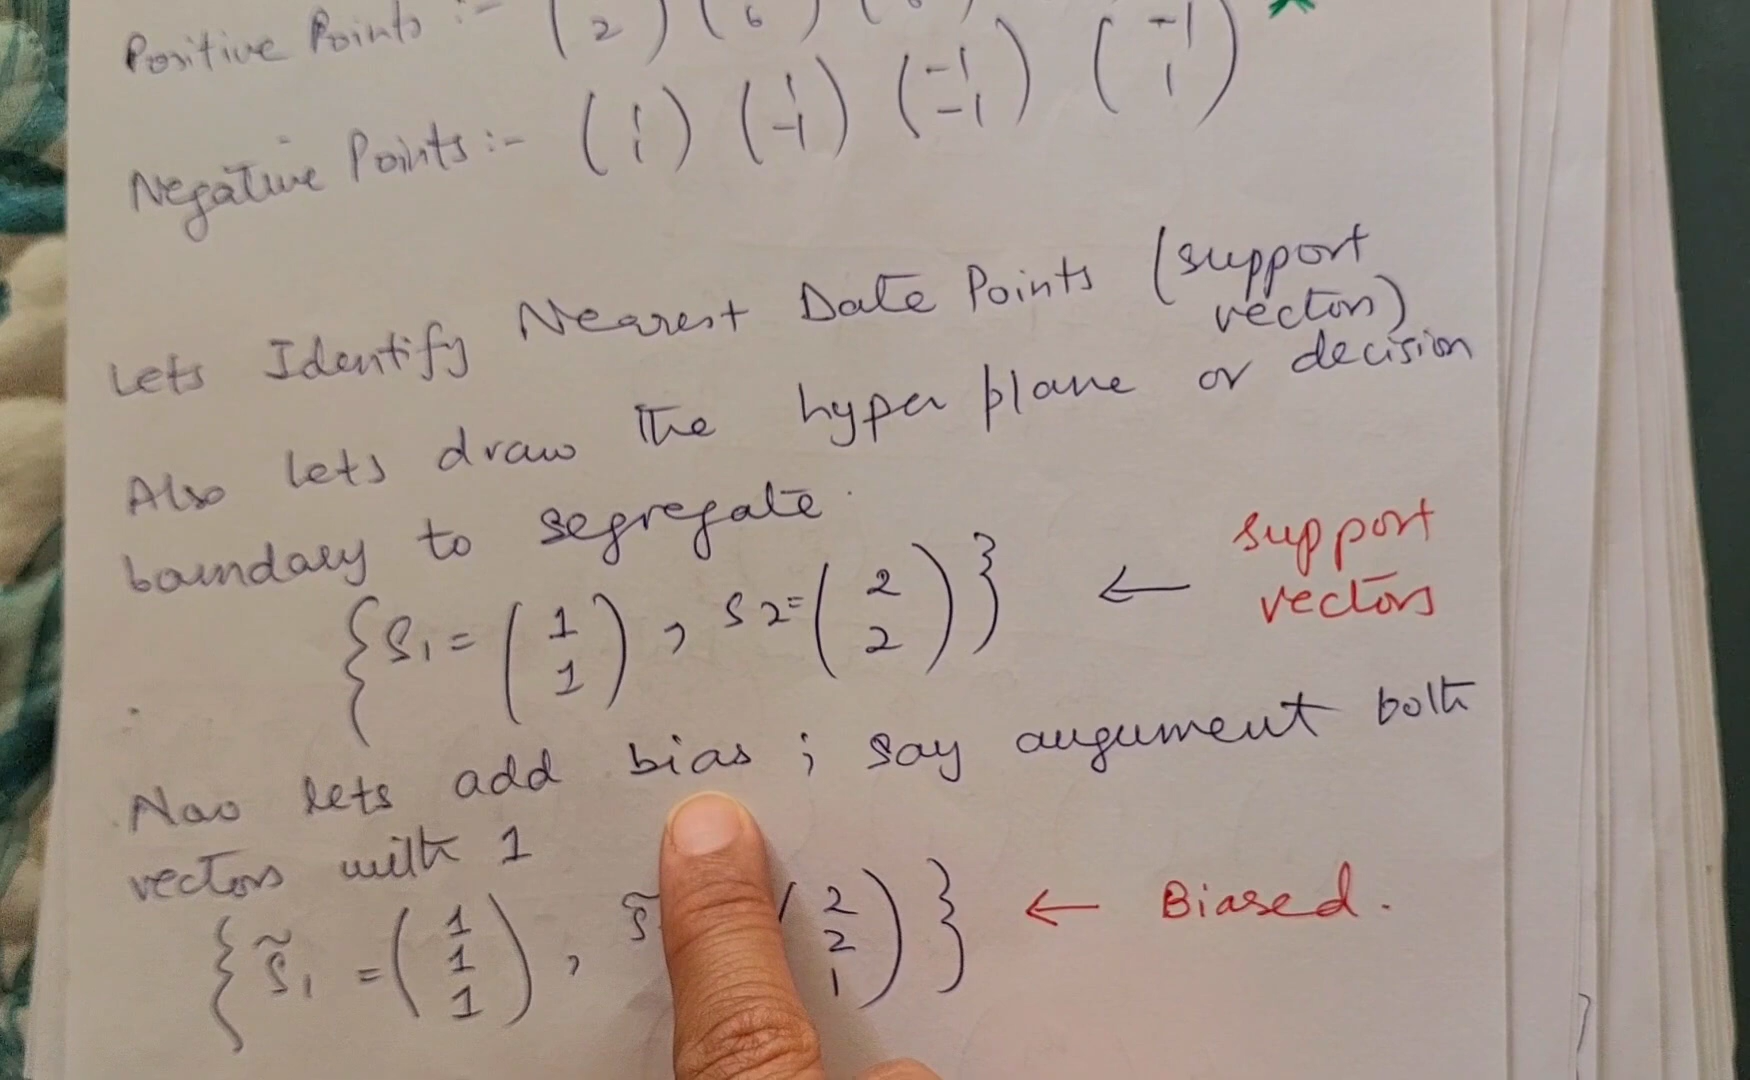 Positive Points :- ( 2 ) ( 6 ) (
Negative Points :- (1 1) (1 -1) (-1 -1) (-1 1)
Lets Identify Nearest Date Points (support vectors)
Also lets draw the hyper plane or decision
boundary to segregate.
{S1 = (1 1), S2 = (2 2)} ← support vectors
Now lets add bias ; say augument both
vectors with 1
{S̃1 = (1 1 1), S̃ (2 2 1)} ← Biased.